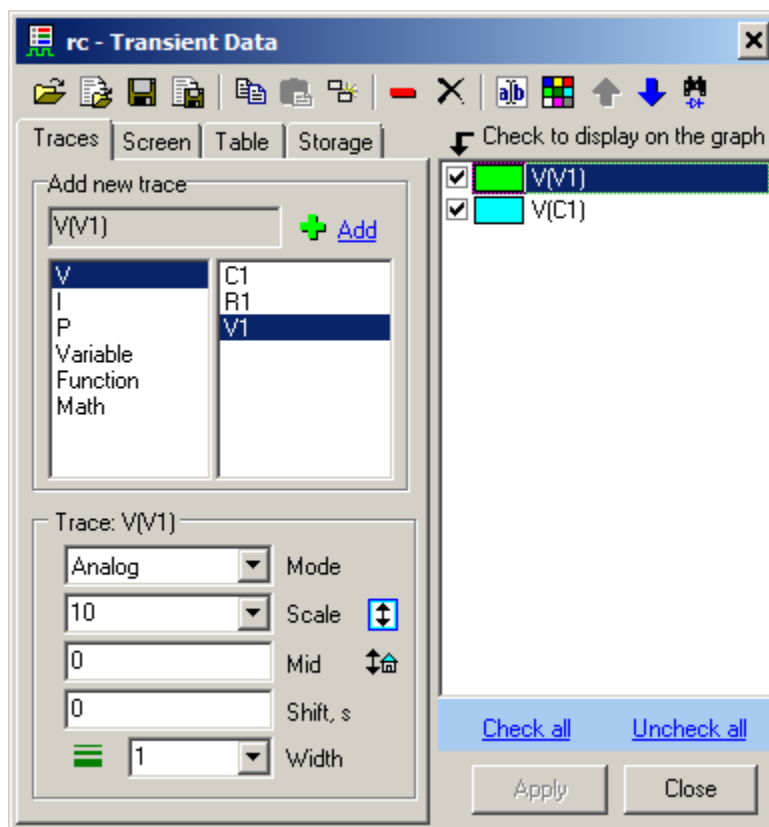 rc - Transient Data
a|b
Traces
Screen
Table
Storage
Check to display on the graph
Add new trace
V(V1)
Add
V
I
P
Variable
Function
Math
C1
R1
V1
V(V1)
V(C1)
Trace: V(V1)
Analog
Mode
10
Scale
0
Mid
0
Shift, s
1
Width
Check all
Uncheck all
Apply
Close